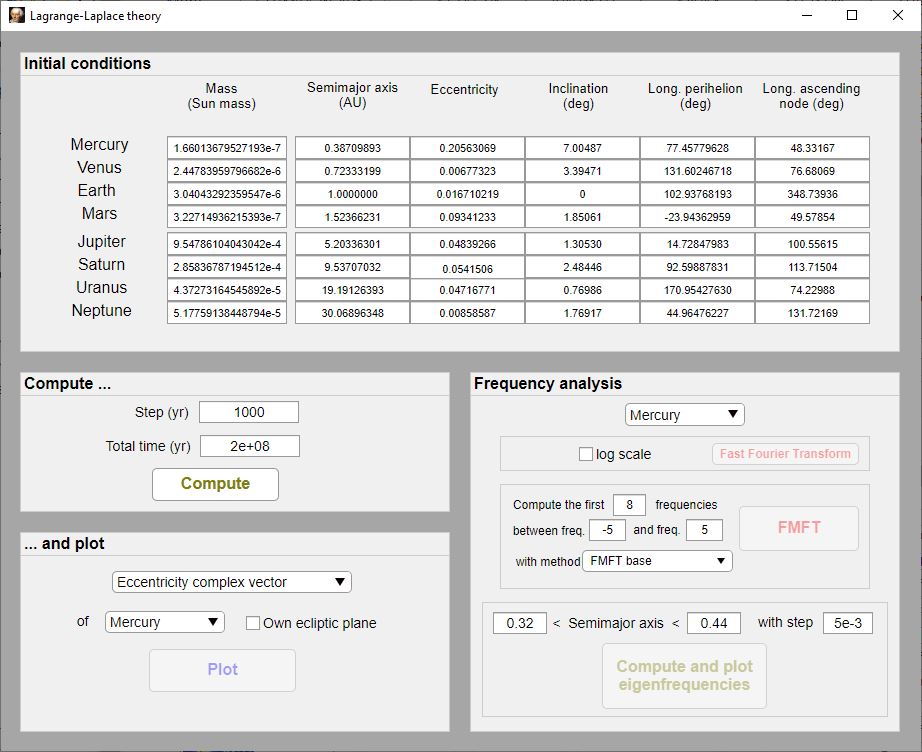 Lagrange-Laplace theory
Initial conditions
Mass (Sun mass) Semimajor axis (AU) Eccentricity Inclination (deg) Long. perihelion (deg) Long. ascending node (deg)
Mercury 1.66013679527193e-7 0.38709893 0.20563069 7.00487 77.45779628 48.33167
Venus 2.44783959796682e-6 0.72333199 0.00677323 3.39471 131.60246718 76.68069
Earth 3.04043292359547e-6 1.0000000 0.016710219 0 102.93768193 348.73936
Mars 3.22714936215393e-7 1.52366231 0.09341233 1.85061 -23.94362959 49.57854
Jupiter 9.54786104043042e-4 5.20336301 0.04839266 1.30530 14.72847983 100.55615
Saturn 2.85836787194512e-4 9.53707032 0.0541506 2.48446 92.59887831 113.71504
Uranus 4.37273164545892e-5 19.19126393 0.04716771 0.76986 170.95427630 74.22988
Neptune 5.17759138448794e-5 30.06896348 0.00858587 1.76917 44.96476227 131.72169
Compute ...
Step (yr) 1000
Total time (yr) 2e+08
Compute
... and plot
Eccentricity complex vector
of Mercury Own ecliptic plane
Plot
Frequency analysis
Mercury
log scale Fast Fourier Transform
Compute the first 8 frequencies
between freq. -5 and freq. 5
with method FMFT base
FMFT
0.32 < Semimajor axis < 0.44 with step 5e-3
Compute and plot
eigenfrequencies